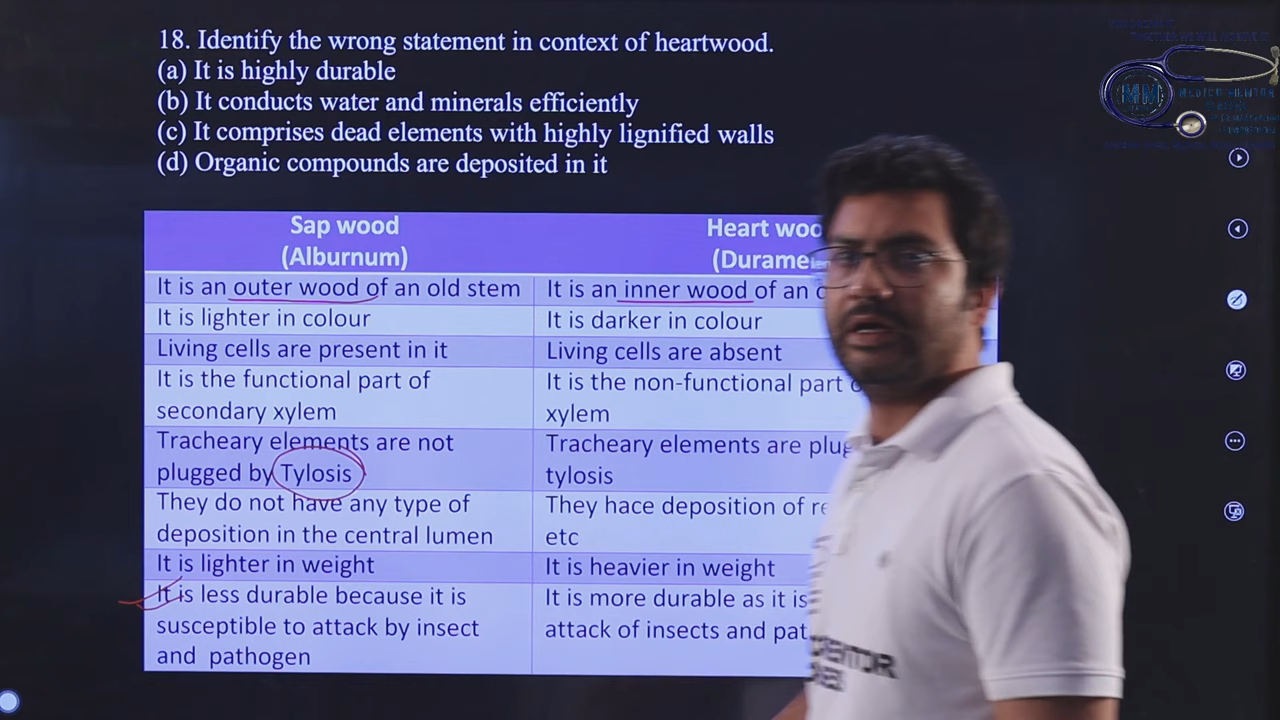 18. Identify the wrong statement in context of heartwood.
(a) It is highly durable
(b) It conducts water and minerals efficiently
(c) It comprises dead elements with highly lignified walls
(d) Organic compounds are deposited in it
Sap wood
(Alburnum)
Heart
It is an outer wood of an old stem
It is an inner wood of an
It is lighter in colour
It is darker in colour
Living cells are present in it
Living cells are absent
It is the functional part of
secondary xylem
It is the non-functional part
xylem
Tracheary elements are not
plugged by Tylosis
Tracheary elements are
tylosis
They do not have any type of
deposition in the central lumen
They hace deposition of
etc
It is lighter in weight
It is heavier in weight
It is less durable because it is
susceptible to attack by insect
and pathogen
It is more durable as it is
attack of insects and
MM